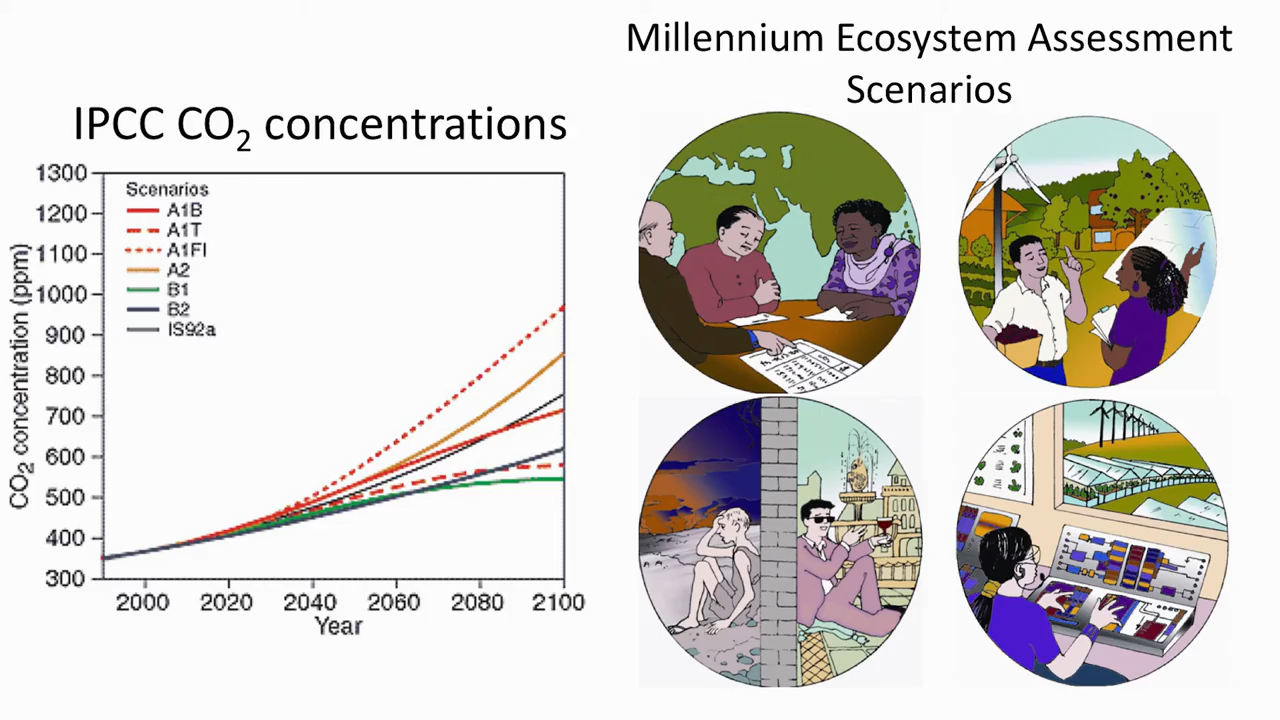 Millennium Ecosystem Assessment
Scenarios
IPCC CO₂ concentrations
CO₂ concentration (ppm)
1300
1200
1100
1000
900
800
700
600
500
400
300
Scenarios
A1B
A1T
A1FI
A2
B1
B2
IS92a
2000 2020 2040 2060 2080 2100
Year